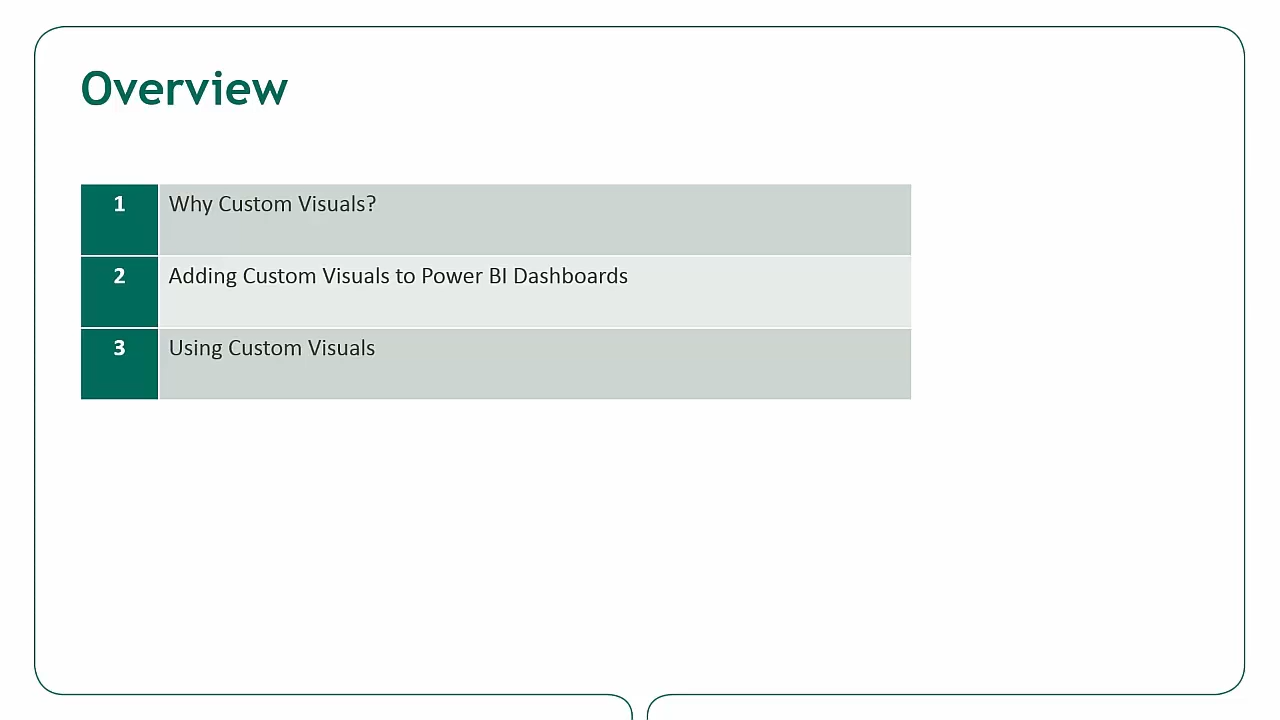 Overview
1 Why Custom Visuals?
2 Adding Custom Visuals to Power BI Dashboards
3 Using Custom Visuals